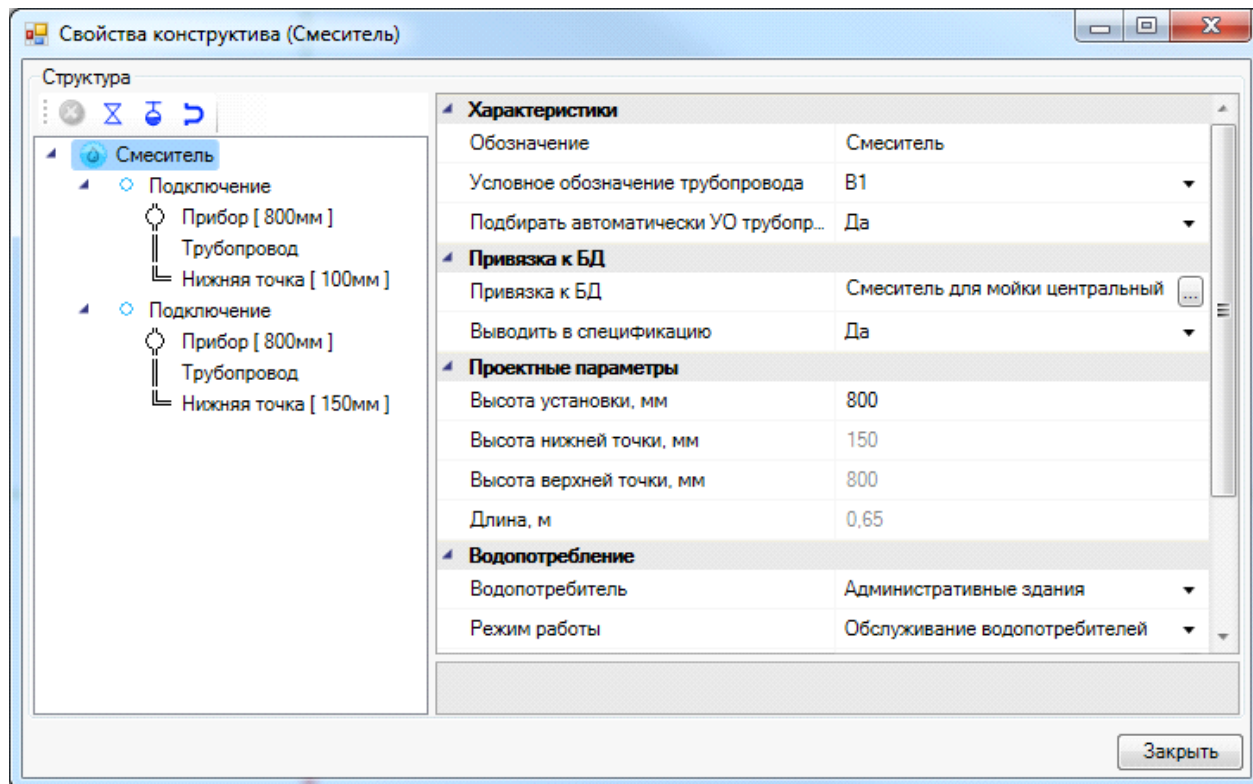 Свойства конструктива (Смеситель)
Структура
Смеситель
Подключение
Прибор [ 800мм ]
Трубопровод
Нижняя точка [ 100мм ]
Подключение
Прибор [ 800мм ]
Трубопровод
Нижняя точка [ 150мм ]
Характеристики
Обозначение Смеситель
Условное обозначение трубопровода В1
Подбирать автоматически УО трубопр... Да
Привязка к БД
Привязка к БД Смеситель для мойки центральный ...
Выводить в спецификацию Да
Проектные параметры
Высота установки, мм 800
Высота нижней точки, мм 150
Высота верхней точки, мм 800
Длина, м 0,65
Водопотребление
Водопотребитель Административные здания
Режим работы Обслуживание водопотребителей
Закрыть